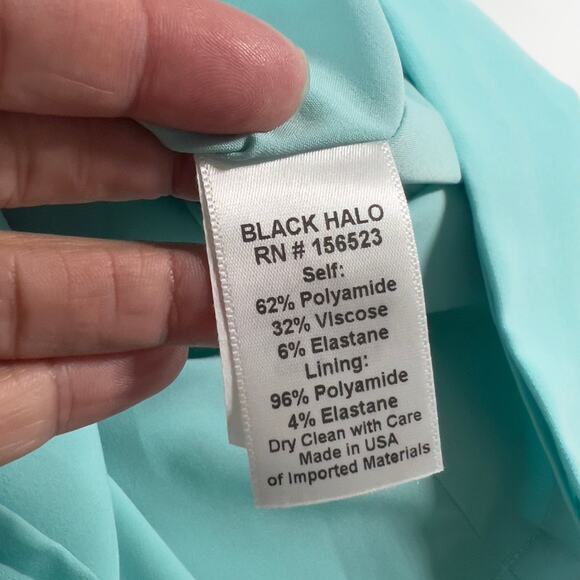 BLACK HALO
RN # 156523
Self:
62% Polyamide
32% Viscose
6% Elastane
Lining:
96% Polyamide
4% Elastane
Dry Clean with Care
Made in USA
of Imported Materials